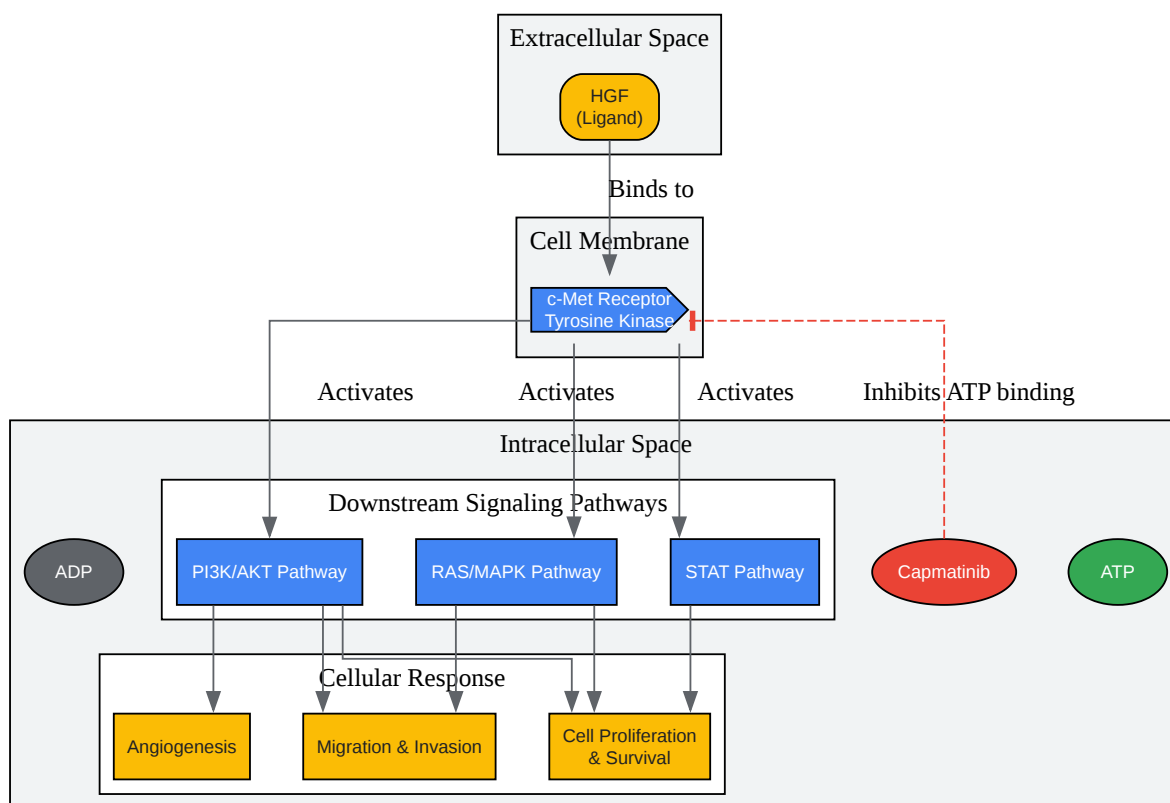 Extracellular Space
HGF
(Ligand)
Binds to
Cell Membrane
c-Met Receptor
Tyrosine Kinase
Activates
Activates
Activates
Inhibits ATP binding
Intracellular Space
Downstream Signaling Pathways
ADP
PI3K/AKT Pathway
RAS/MAPK Pathway
STAT Pathway
Capmatinib
ATP
Cellular Response
Angiogenesis
Migration & Invasion
Cell Proliferation
& Survival